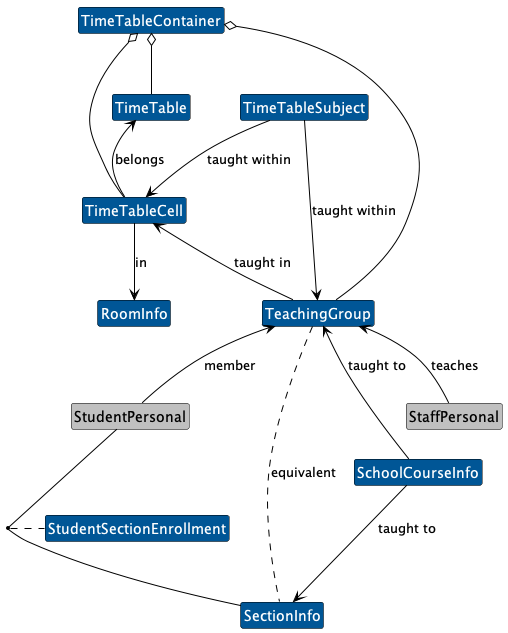 TimeTableContainer
TimeTable
TimeTableSubject
belongs
taught within
TimeTableCell
taught within
in
taught in
RoomInfo
TeachingGroup
member
taught to
teaches
StudentPersonal
StaffPersonal
equivalent
SchoolCourseInfo
StudentSectionEnrollment
taught to
SectionInfo